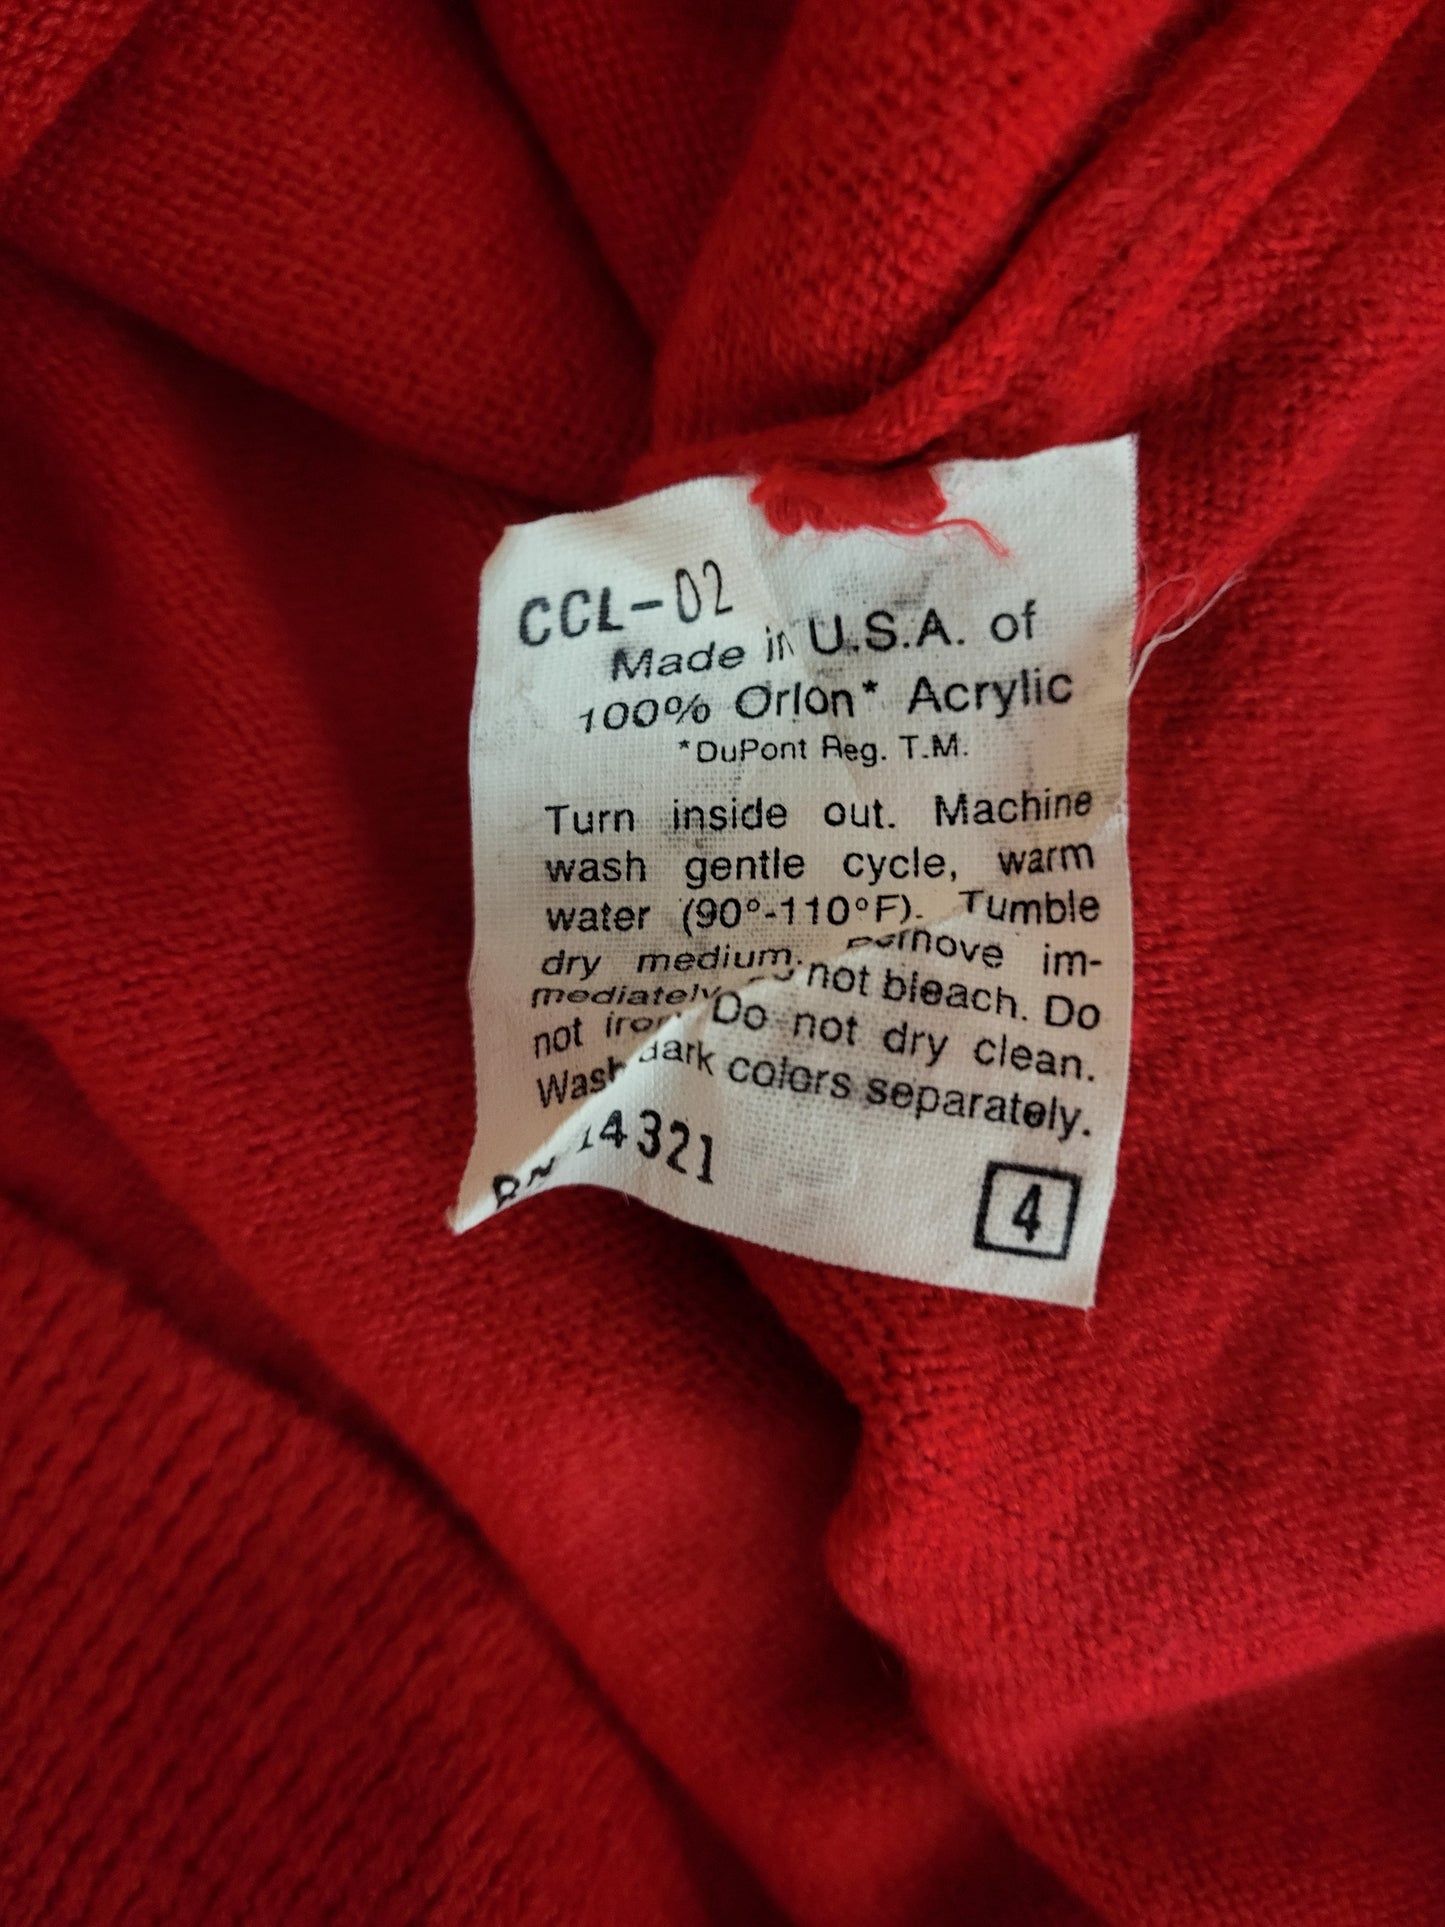 CCL-02
Made in U.S.A. of
100% Orlon* Acrylic
*DuPont Reg. T.M.
Turn inside out. Machine
wash gentle cycle, warm
water (90°-110°F). Tumble
dry medium. Remove im-
mediately. Do not bleach. Do
not iron. Do not dry clean.
Wash dark colors separately.
RN 14321
4